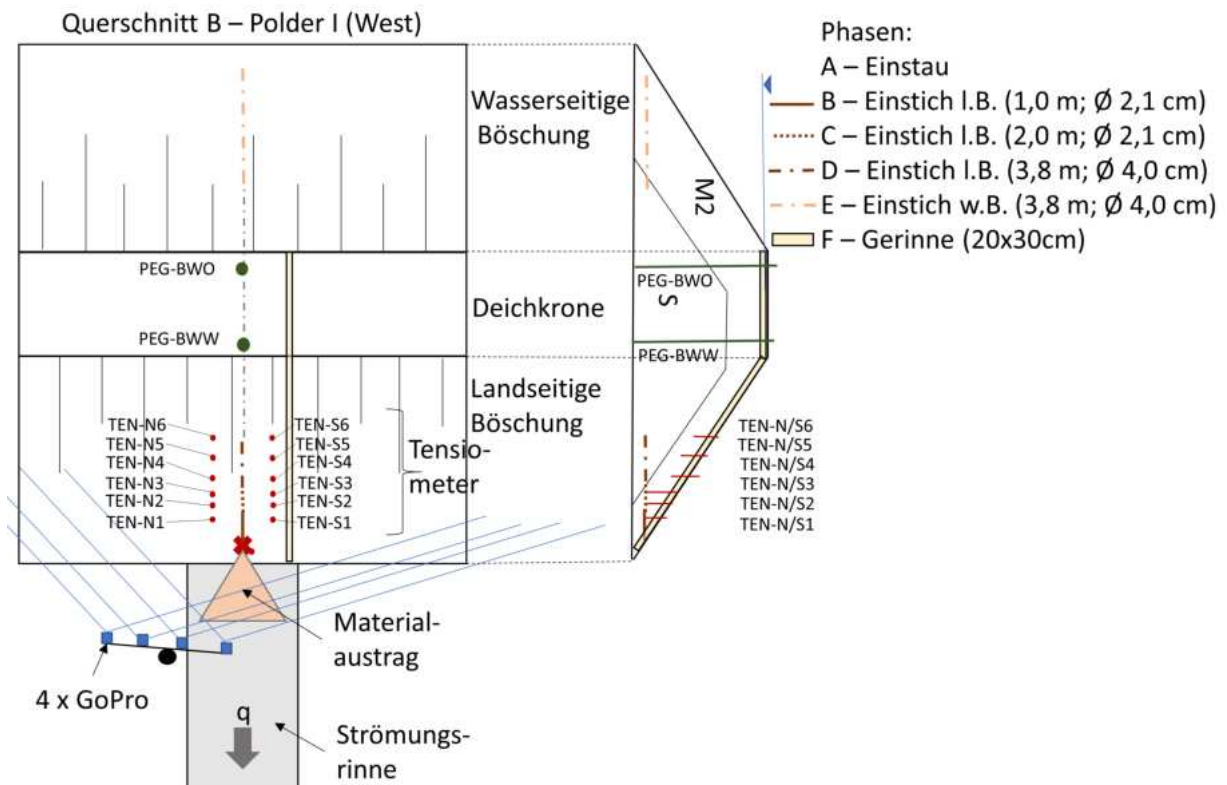 Querschnitt B – Polder I (West)
Phasen:
A – Einstau
B – Einstich l.B. (1,0 m; Ø 2,1 cm)
C – Einstich l.B. (2,0 m; Ø 2,1 cm)
D – Einstich l.B. (3,8 m; Ø 4,0 cm)
E – Einstich w.B. (3,8 m; Ø 4,0 cm)
F – Gerinne (20x30cm)
Wasserseitige
Böschung
M2
PEG-BWO
PEG-BWW
Deichkrone
PEG-BWO
S
PEG-BWW
Landseitige
Böschung
TEN-N6
TEN-N5
TEN-N4
TEN-N3
TEN-N2
TEN-N1
TEN-S6
TEN-S5
TEN-S4
TEN-S3
TEN-S2
TEN-S1
Tensio-
meter
TEN-N/S6
TEN-N/S5
TEN-N/S4
TEN-N/S3
TEN-N/S2
TEN-N/S1
Material-
austrag
4 x GoPro
q
Strömungs-
rinne